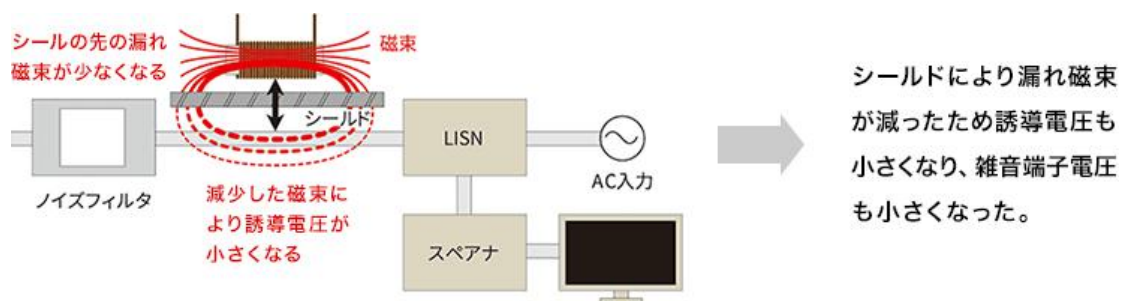 シールの先の漏れ
磁束が少なくなる
磁束
シールド
ノイズフィルタ
LISN
AC入力
減少した磁束に
より誘導電圧が
小さくなる
スペアナ
シールドにより漏れ磁束
が減ったため誘導電圧も
小さくなり、雑音端子電圧
も小さくなった。